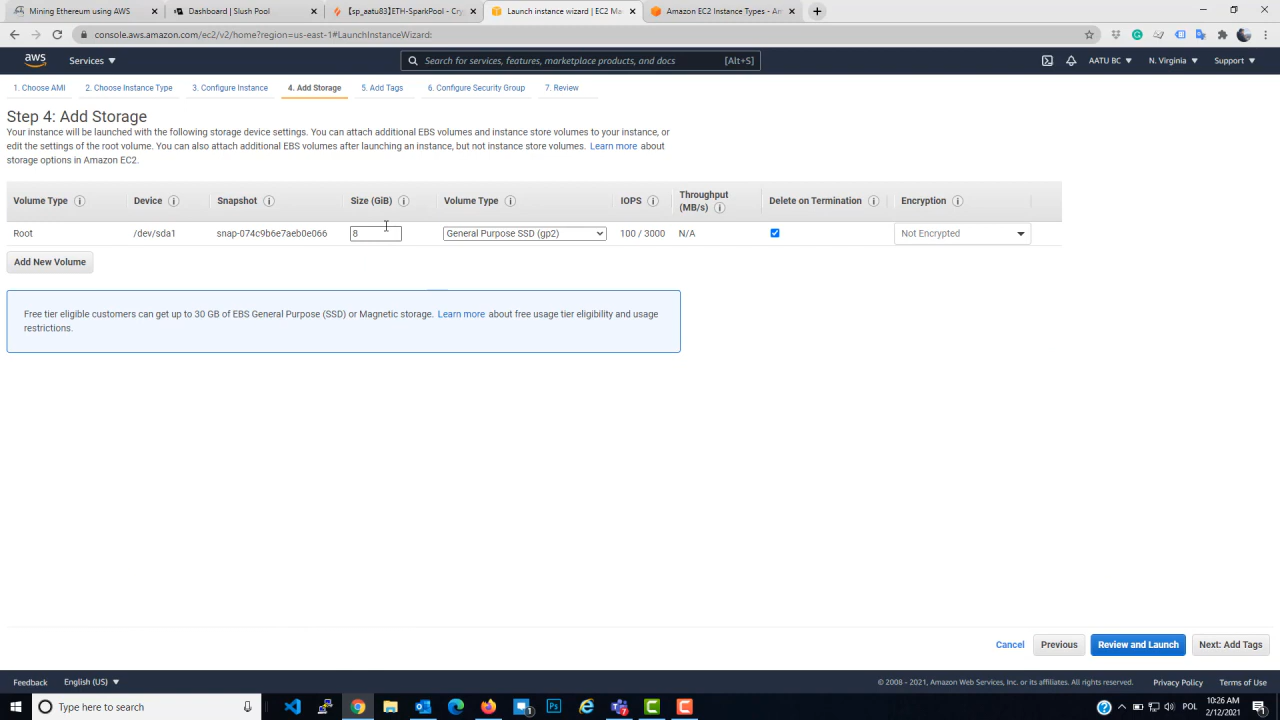 Mining Ethereum using AWS
Dashboard | Slush Pool
【sp_aatu83】ETH-SparkPool - Cry
Launch instance wizard | EC2 Ma
Amazon EC2 Instance Types - Am
console.aws.amazon.com/ec2/v2/home?region=us-east-1#LaunchInstanceWizard:
aws
Services
Search for services, features, marketplace products, and docs
[Alt+S]
AATU BC
N. Virginia
Support
1. Choose AMI
2. Choose Instance Type
3. Configure Instance
4. Add Storage
5. Add Tags
6. Configure Security Group
7. Review
Step 4: Add Storage
Your instance will be launched with the following storage device settings. You can attach additional EBS volumes and instance store volumes to your instance, or
edit the settings of the root volume. You can also attach additional EBS volumes after launching an instance, but not instance store volumes. Learn more about
storage options in Amazon EC2.
Volume Type
Device
Snapshot
Size (GiB)
Volume Type
IOPS
Throughput
(MB/s)
Delete on Termination
Encryption
Root
/dev/sda1
snap-074c9b6e7aeb0e066
8
General Purpose SSD (gp2)
100 / 3000
N/A
Not Encrypted
Add New Volume
Free tier eligible customers can get up to 30 GB of EBS General Purpose (SSD) or Magnetic storage. Learn more about free usage tier eligibility and usage
restrictions.
Cancel
Previous
Review and Launch
Next: Add Tags
Feedback
English (US)
© 2008 - 2021, Amazon Web Services, Inc. or its affiliates. All rights reserved.
Privacy Policy
Terms of Use
Type here to search
POL
10:26 AM
2/12/2021